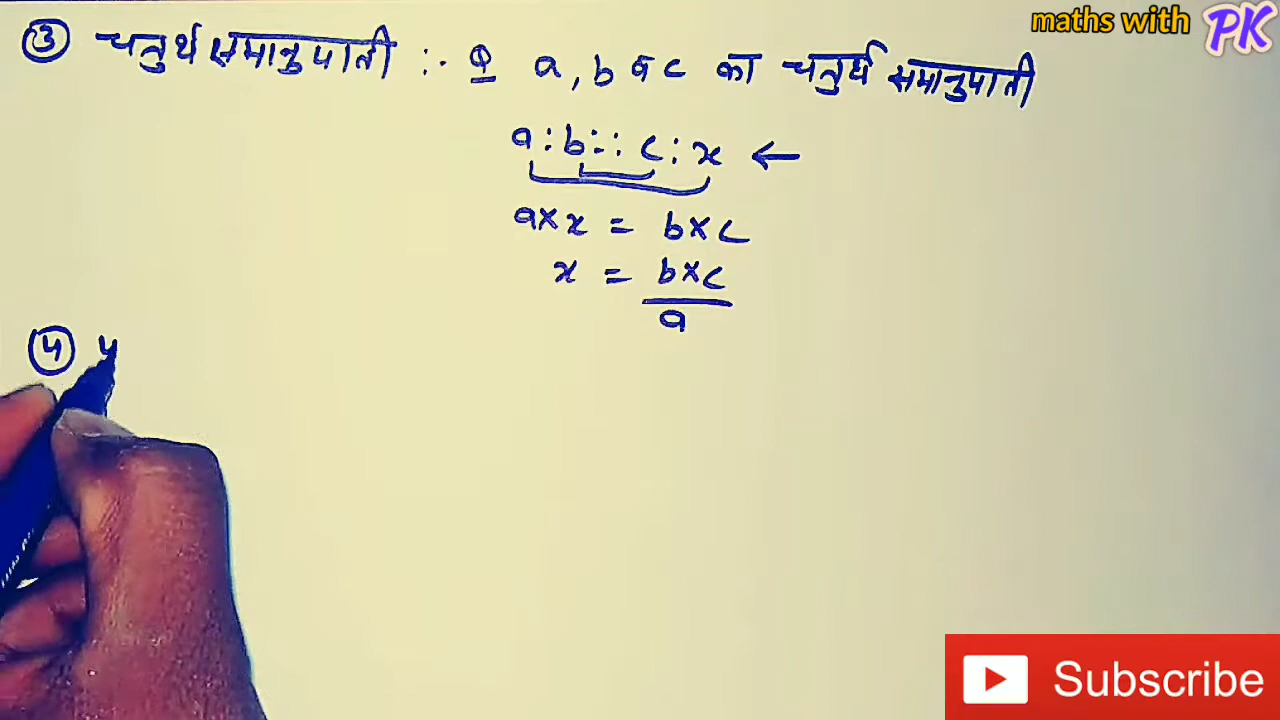 maths with PK
③ चतुर्थ समानुपाती :- Q a, b व c का चतुर्थ समानुपाती
a : b :: c : x ←
a×x = b×c
x = b×c
a
④
Subscribe